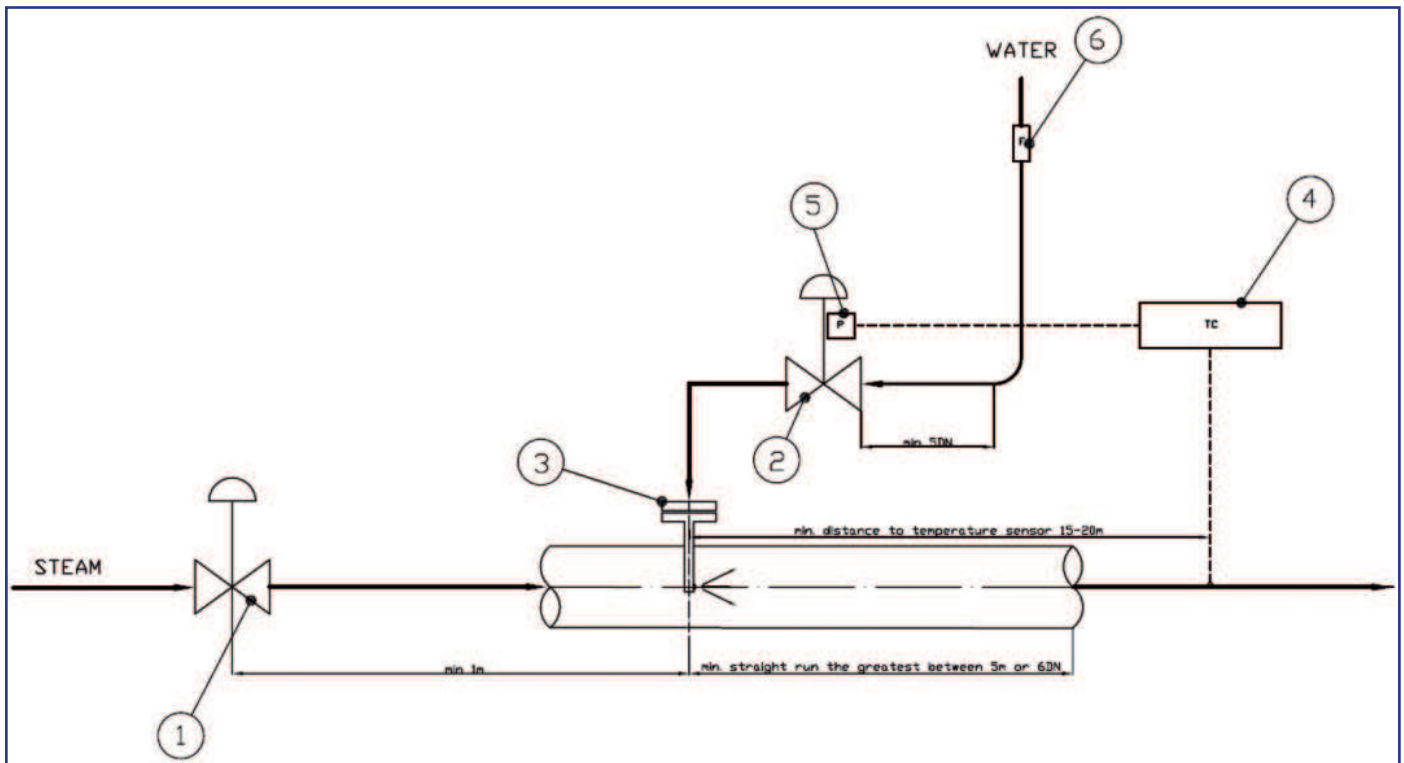 WATER
6
5
4
P
TC
2
min. 5DN
3
min. distance to temperature sensor 15-20m
STEAM
min 1m
min. straight run the greatest between 5m or 6DN
1